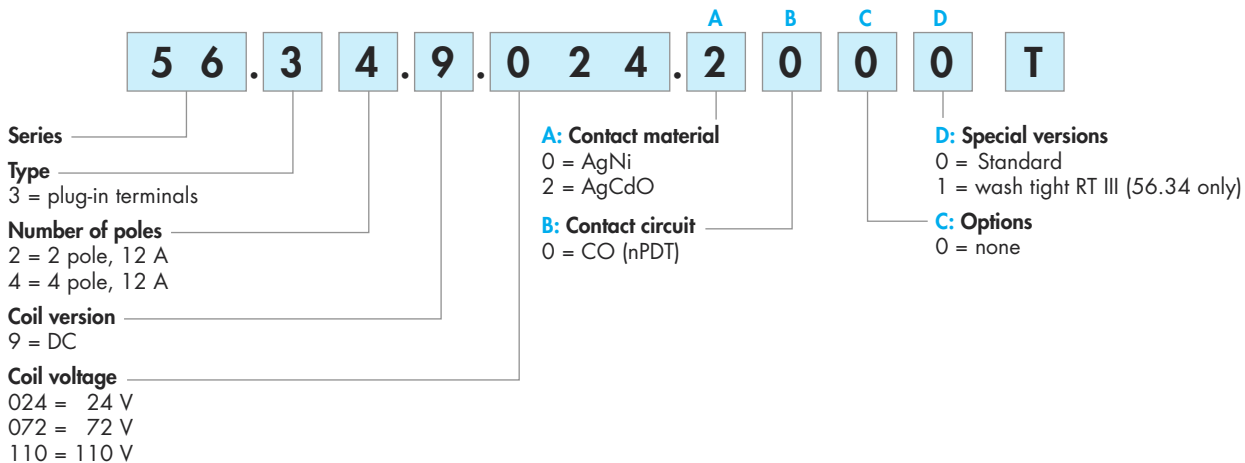 A B C D
5 6 . 3 4 . 9 . 0 2 4 . 2 0 0 0 T
Series
Type
3 = plug-in terminals
Number of poles
2 = 2 pole, 12 A
4 = 4 pole, 12 A
Coil version
9 = DC
Coil voltage
024 = 24 V
072 = 72 V
110 = 110 V
A: Contact material
0 = AgNi
2 = AgCdO
B: Contact circuit
0 = CO (nPDT)
D: Special versions
0 = Standard
1 = wash tight RT III (56.34 only)
C: Options
0 = none